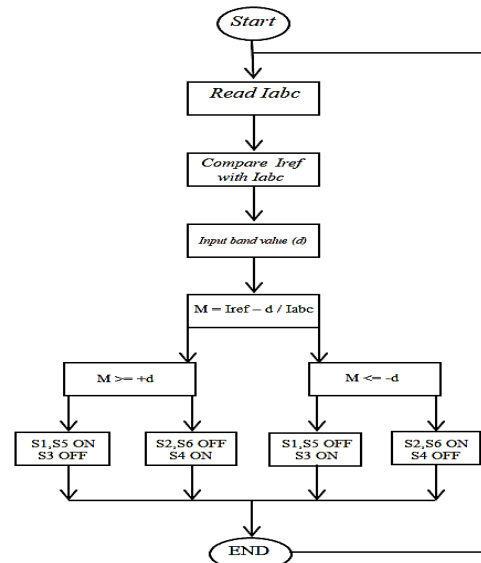 Start
Read Iabc
Compare Iref
with Iabc
Input band value (d)
M = Iref – d / Iabc
M >= +d
M <= -d
S1,S5 ON
S3 OFF
S2,S6 OFF
S4 ON
S1,S5 OFF
S3 ON
S2,S6 ON
S4 OFF
END